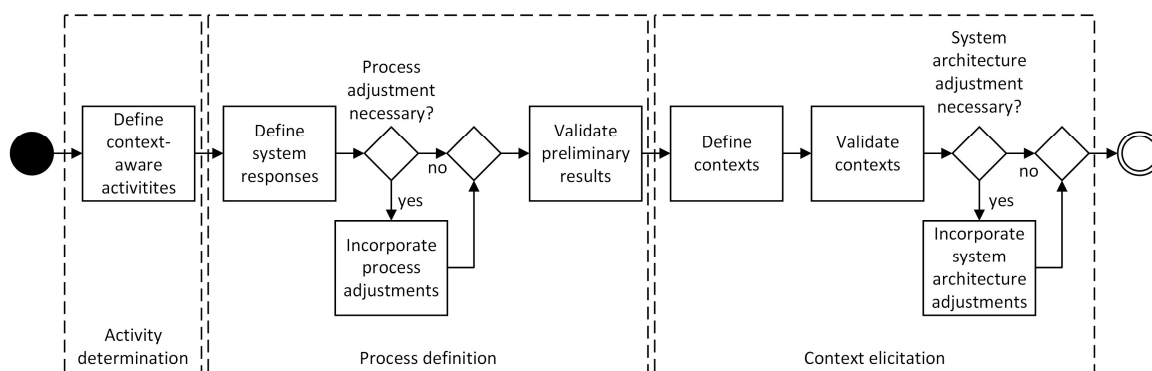 Define
context-
aware
activitites
Activity
determination
Define
system
responses
Process
adjustment
necessary?
no
yes
Incorporate
process
adjustments
Validate
preliminary
results
Process definition
Define
contexts
Validate
contexts
System
architecture
adjustment
necessary?
no
yes
Incorporate
system
architecture
adjustments
Context elicitation